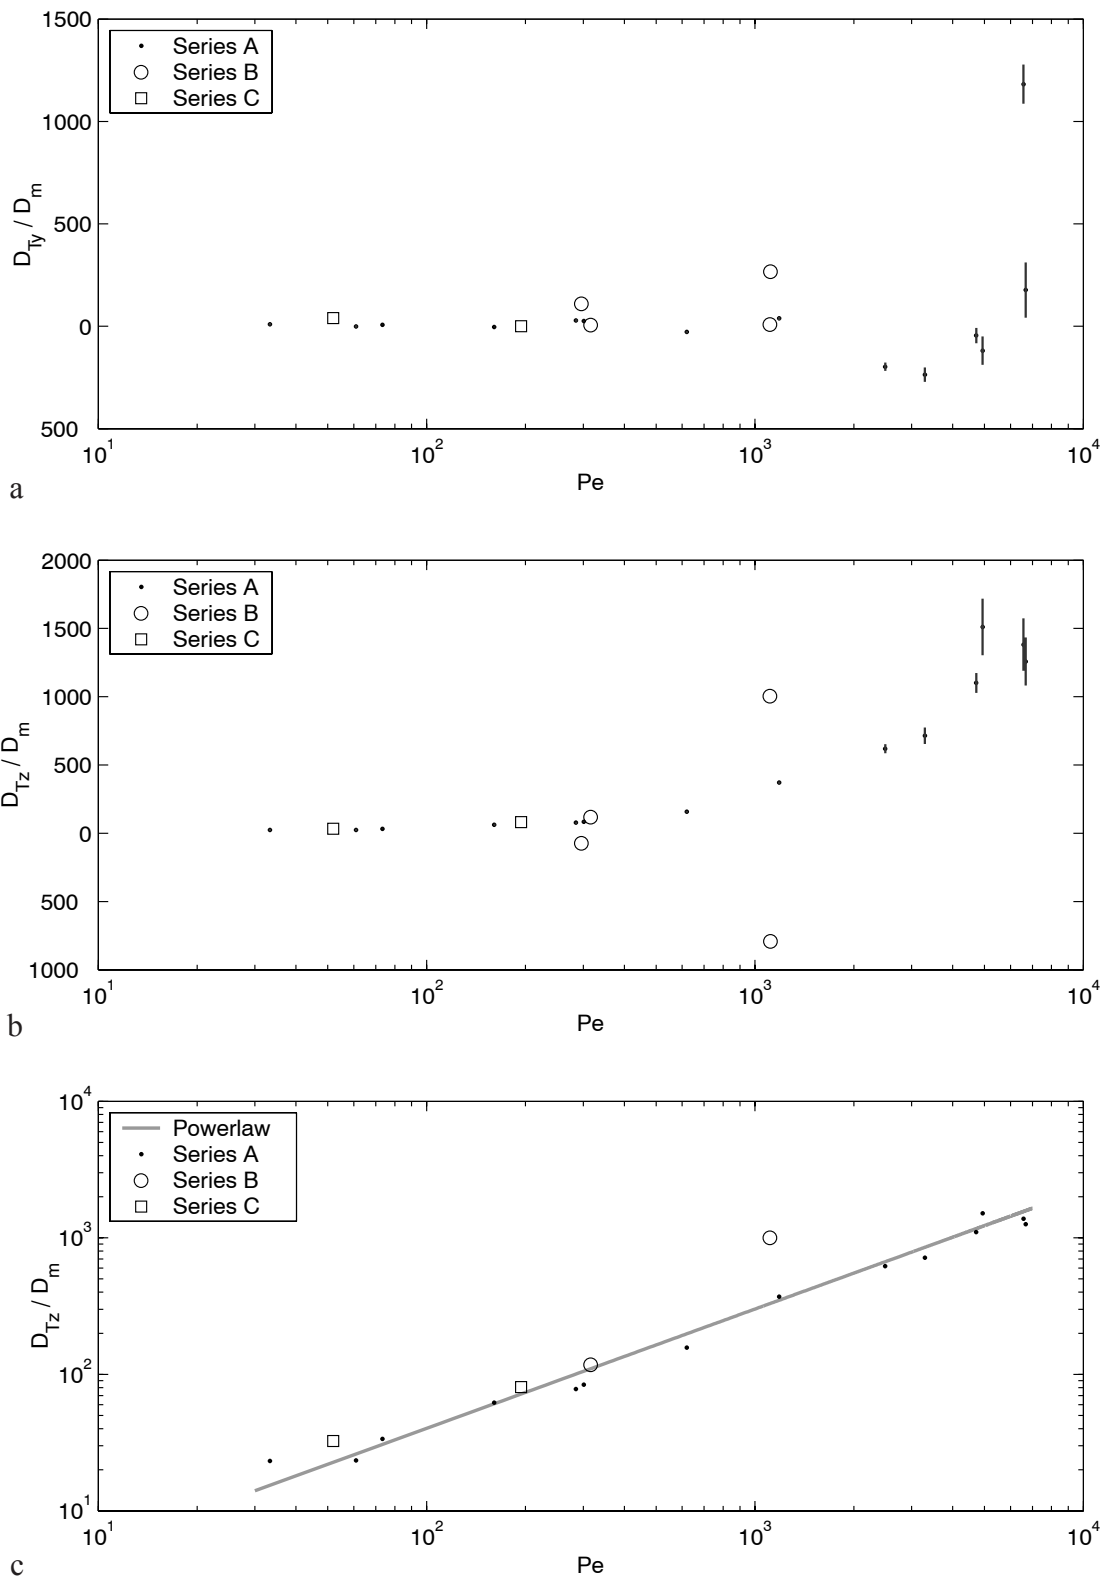 1500
Series A
Series B
Series C
1000
500
0
500
D_Ty / D_m
10^1
10^2
10^3
10^4
Pe
a
2000
Series A
Series B
Series C
1500
1000
500
0
500
1000
D_Tz / D_m
10^1
10^2
10^3
10^4
Pe
b
10^4
Powerlaw
Series A
Series B
Series C
10^3
10^2
10^1
D_Tz / D_m
10^1
10^2
10^3
10^4
Pe
c